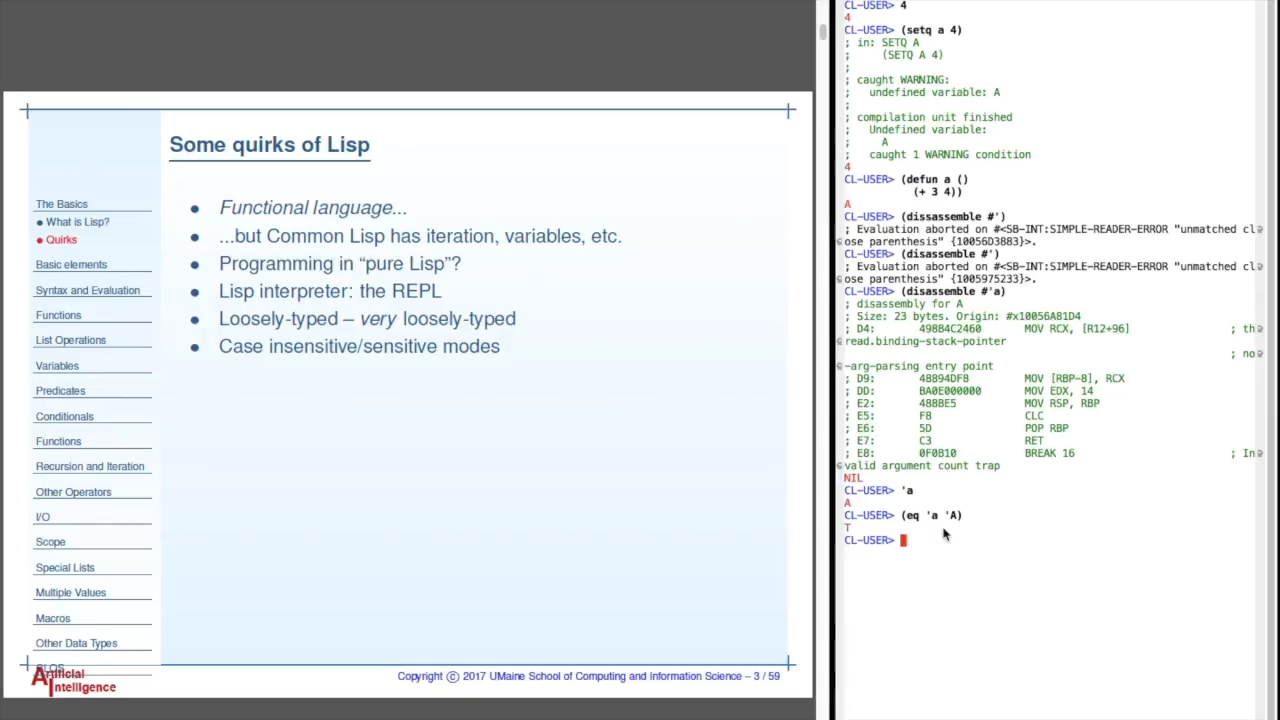 Some quirks of Lisp
The Basics
• What is Lisp?
• Quirks
Basic elements
Syntax and Evaluation
Functions
List Operations
Variables
Predicates
Conditionals
Functions
Recursion and Iteration
Other Operators
I/O
Scope
Special Lists
Multiple Values
Macros
Other Data Types
CLOS
Artificial
Intelligence
• Functional language...
• ...but Common Lisp has iteration, variables, etc.
• Programming in “pure Lisp”?
• Lisp interpreter: the REPL
• Loosely-typed – very loosely-typed
• Case insensitive/sensitive modes
Copyright © 2017 UMaine School of Computing and Information Science – 3 / 59
CL-USER> 4
4
CL-USER> (setq a 4)
; in: SETQ A
;     (SETQ A 4)
;
; caught WARNING:
;   undefined variable: A
;
; compilation unit finished
;   Undefined variable:
;     A
;   caught 1 WARNING condition
4
CL-USER> (defun a ()
(+ 3 4))
A
CL-USER> (dissassemble #')
; Evaluation aborted on #<SB-INT:SIMPLE-READER-ERROR "unmatched cl
ose parenthesis" {10056D3883}>.
CL-USER> (disassemble #')
; Evaluation aborted on #<SB-INT:SIMPLE-READER-ERROR "unmatched cl
ose parenthesis" {1005975233}>.
CL-USER> (disassemble #'a)
; disassembly for A
; Size: 23 bytes. Origin: #x10056A81D4
; D4:       498B4C2460       MOV RCX, [R12+96]                ; th
read.binding-stack-pointer
; no
-arg-parsing entry point
; D9:       48894DF8         MOV [RBP-8], RCX
; DD:       BA0E000000       MOV EDX, 14
; E2:       488BE5           MOV RSP, RBP
; E5:       F8               CLC
; E6:       5D               POP RBP
; E7:       C3               RET
; E8:       0F0B10           BREAK 16                         ; In
valid argument count trap
NIL
CL-USER> 'a
A
CL-USER> (eq 'a 'A)
T
CL-USER>